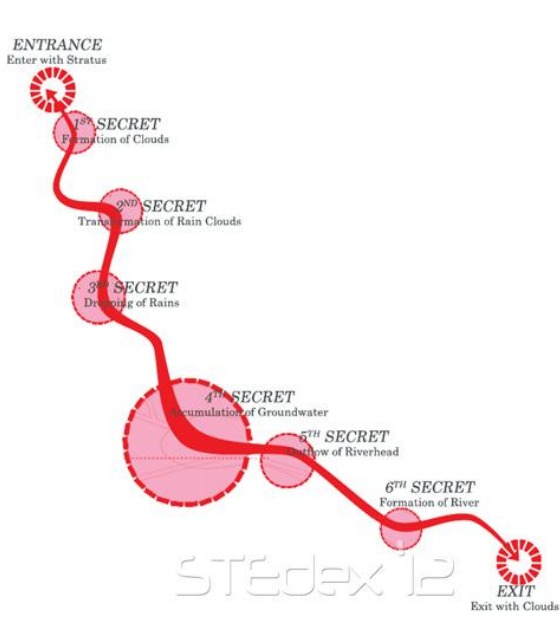 ENTRANCE
Enter with Stratus
1ST SECRET
Formation of Clouds
2ND SECRET
Transformation of Rain Clouds
3RD SECRET
Dropping of Rains
4TH SECRET
Accumulation of Groundwater
5TH SECRET
Outflow of Riverhead
6TH SECRET
Formation of River
STEdex '12
EXIT
Exit with Clouds